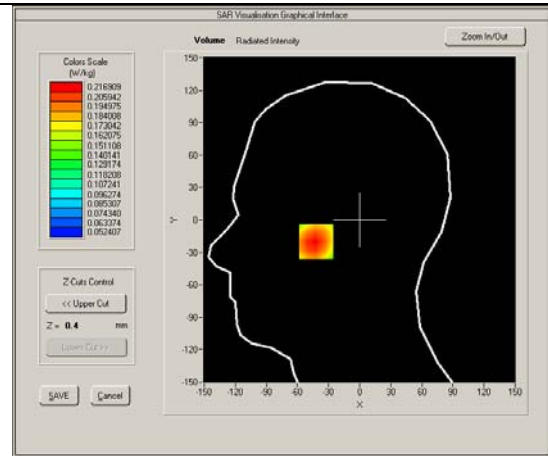 SAR Visualisation Graphical Interface
Volume Radiated Intensity
Zoom In/Out
Colors Scale
(W/kg)
0.216909
0.205942
0.194975
0.184008
0.173042
0.162075
0.151108
0.140141
0.129174
0.118208
0.107241
0.096274
0.085307
0.074340
0.063374
0.052407
Z Cuts Control
<< Upper Cut
Z = 0.4 mm
Lower Cut >>
SAVE Cancel
150
120
90
60
30
0
-30
-60
-90
-120
-150
Y
-150 -120 -90 -60 -30 0 30 60 90 120 150
X